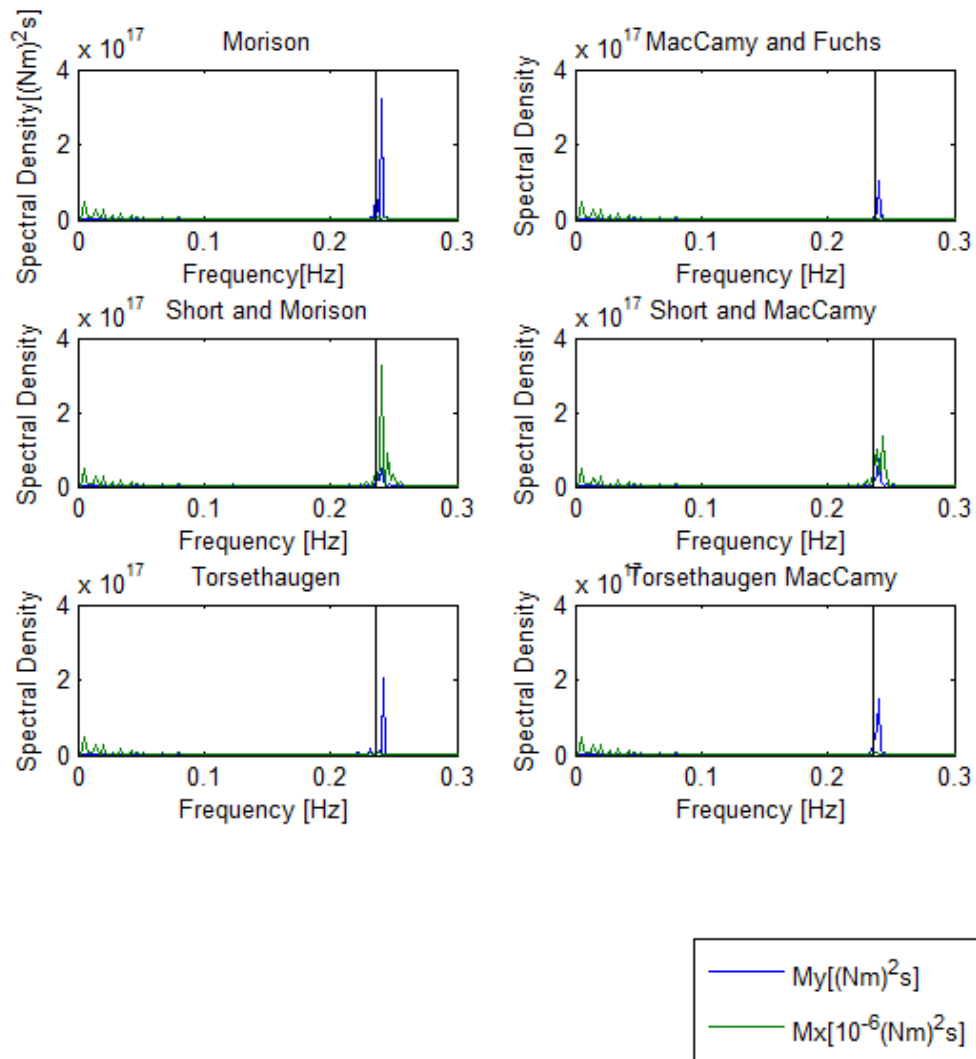 x 10^17 Morison
Spectral Density[(Nm)^2s]
4
2
0
0 0.1 0.2 0.3
Frequency[Hz]
x 10^17 MacCamy and Fuchs
Spectral Density
4
2
0
0 0.1 0.2 0.3
Frequency [Hz]
x 10^17 Short and Morison
Spectral Density
4
2
0
0 0.1 0.2 0.3
Frequency [Hz]
x 10^17 Short and MacCamy
Spectral Density
4
2
0
0 0.1 0.2 0.3
Frequency [Hz]
x 10^17 Torsethaugen
Spectral Density
4
2
0
0 0.1 0.2 0.3
Frequency [Hz]
x 10^17 Torsethaugen MacCamy
Spectral Density
4
2
0
0 0.1 0.2 0.3
Frequency [Hz]
My[(Nm)^2s]
Mx[10^-6(Nm)^2s]